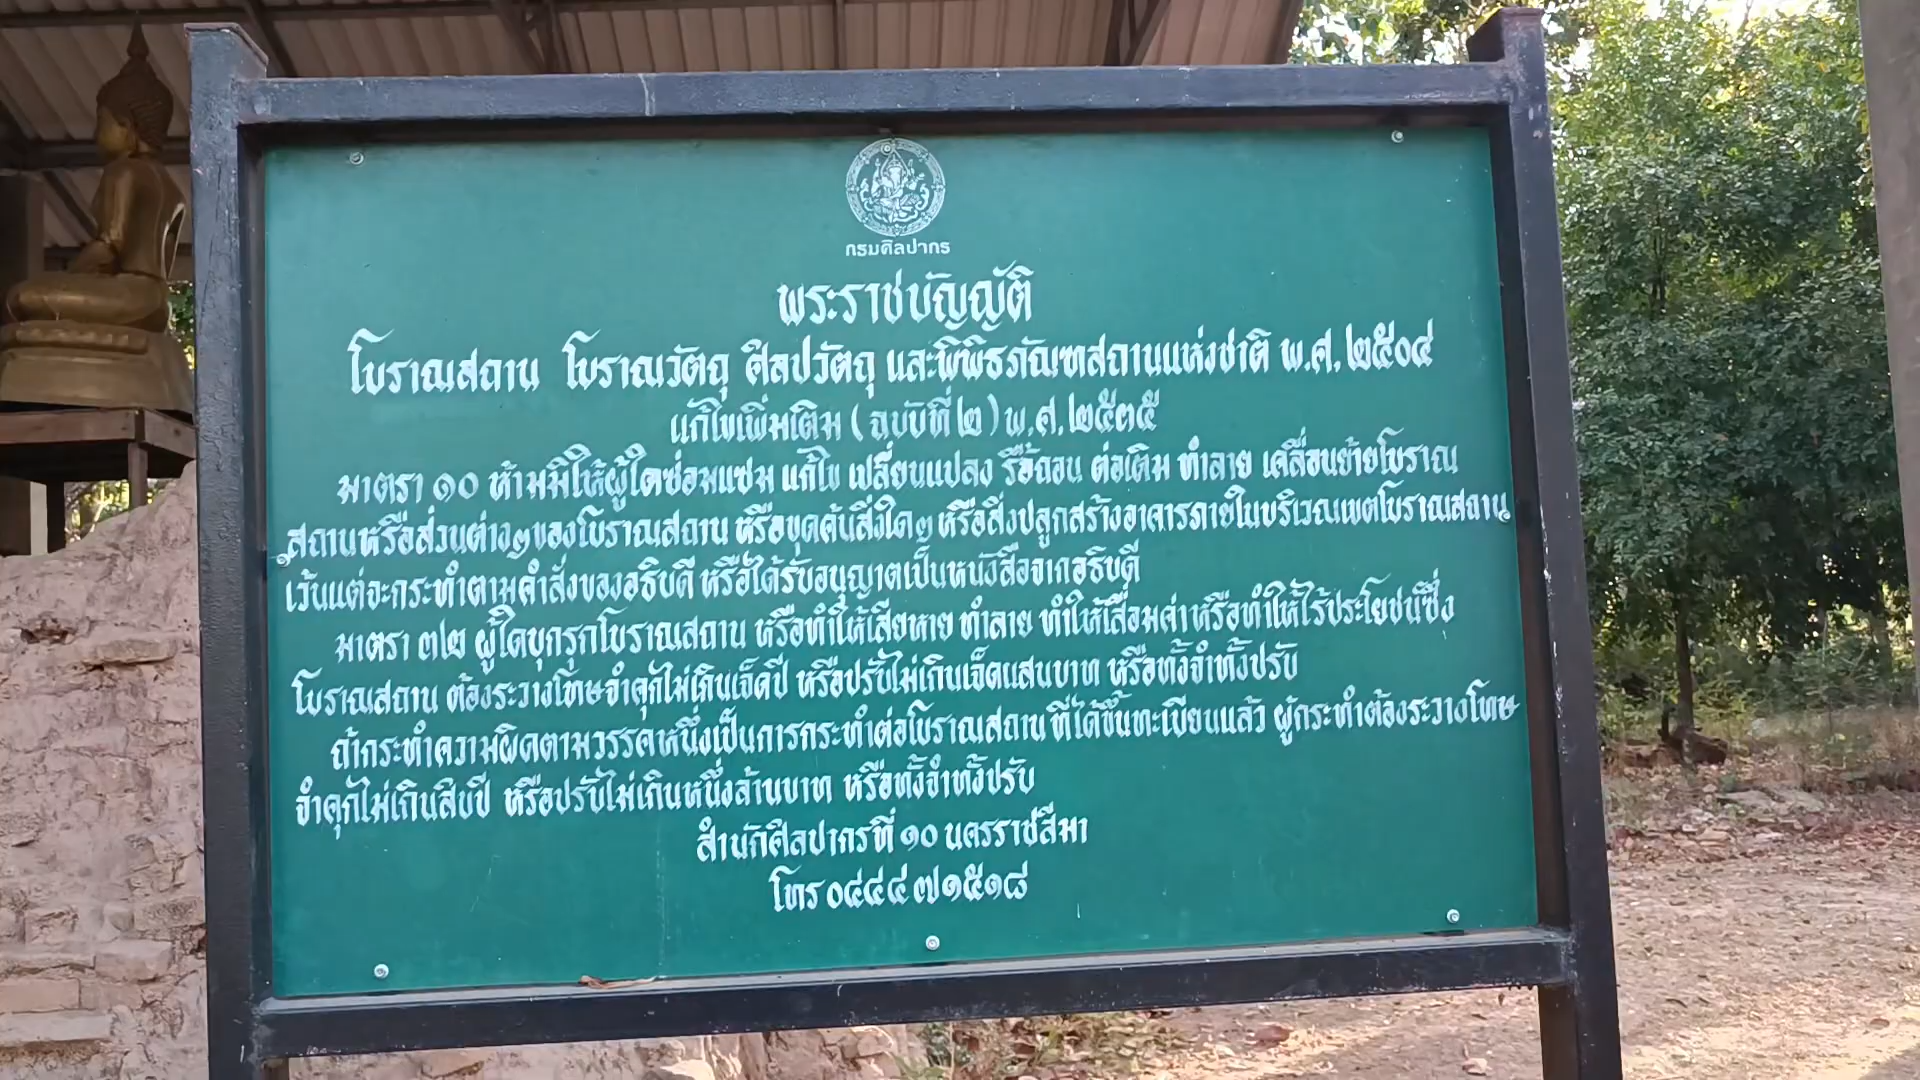 กรมศิลปากร
พระราชบัญญัติ
โบราณสถาน โบราณวัตถุ ศิลปวัตถุ และพิพิธภัณฑสถานแห่งชาติ พ.ศ. ๒๕๐๔
แก้ไขเพิ่มเติม ( ฉบับที่ ๒ ) พ.ศ. ๒๕๓๕
มาตรา ๑๐ ห้ามมิให้ผู้ใดซ่อมแซม แก้ไข เปลี่ยนแปลง รื้อถอน ต่อเติม ทำลาย เคลื่อนย้ายโบราณ
สถานหรือส่วนต่างๆของโบราณสถาน หรือขุดค้นสิ่งใดๆ หรือสิ่งปลูกสร้างอาคารภายในบริเวณเขตโบราณสถาน
เว้นแต่จะกระทำตามคำสั่งของอธิบดี หรือได้รับอนุญาตเป็นหนังสือจากอธิบดี
มาตรา ๓๒ ผู้ใดบุกรุกโบราณสถาน หรือทำให้เสียหาย ทำลาย ทำให้เสื่อมค่าหรือทำให้ไร้ประโยชน์ซึ่ง
โบราณสถาน ต้องระวางโทษจำคุกไม่เกินเจ็ดปี หรือปรับไม่เกินเจ็ดแสนบาท หรือทั้งจำทั้งปรับ
ถ้ากระทำความผิดตามวรรคหนึ่งเป็นการกระทำต่อโบราณสถาน ที่ได้ขึ้นทะเบียนแล้ว ผู้กระทำต้องระวางโทษ
จำคุกไม่เกินสิบปี หรือปรับไม่เกินหนึ่งล้านบาท หรือทั้งจำทั้งปรับ
สำนักศิลปากรที่ ๑๐ นครราชสีมา
โทร ๐๔๔๔๗๑๕๑๘